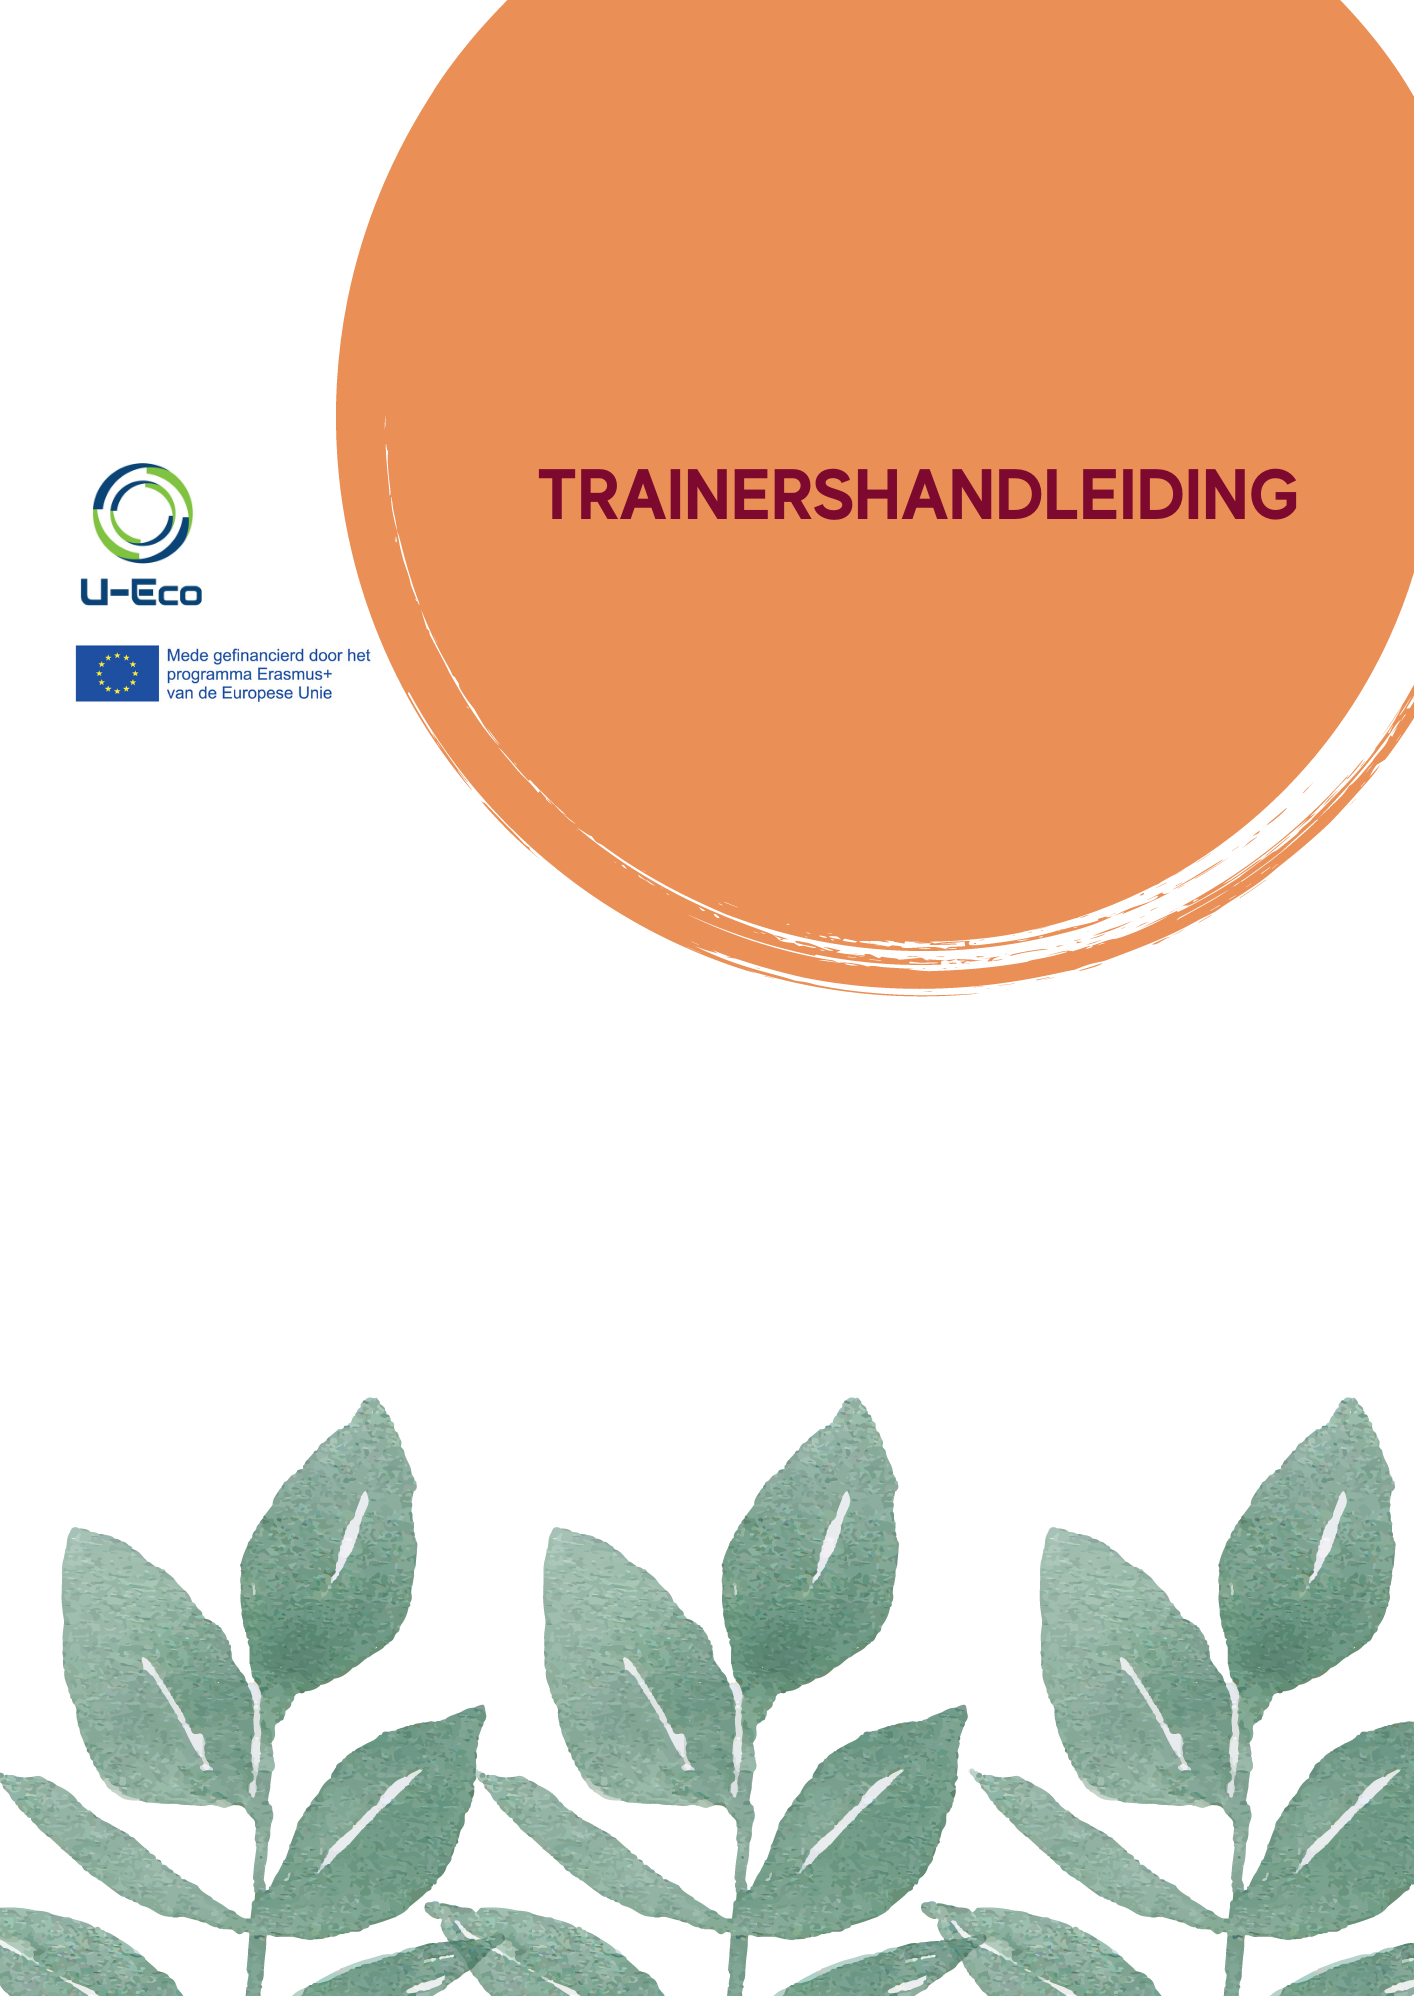 TRAINERSHANDLEIDING
U-Eco
Mede gefinancierd door het
programma Erasmus+
van de Europese Unie